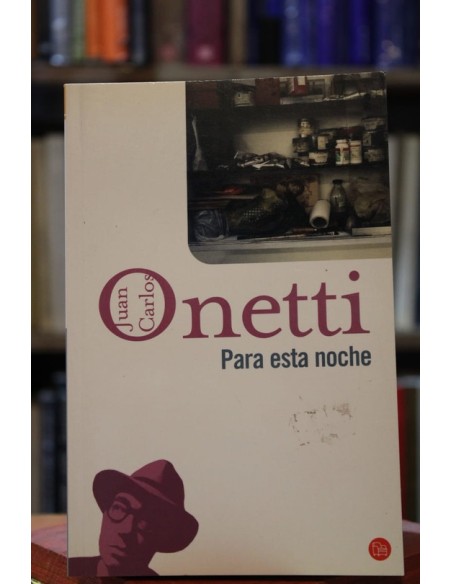 Juan
Carlos
Onetti
Para esta noche